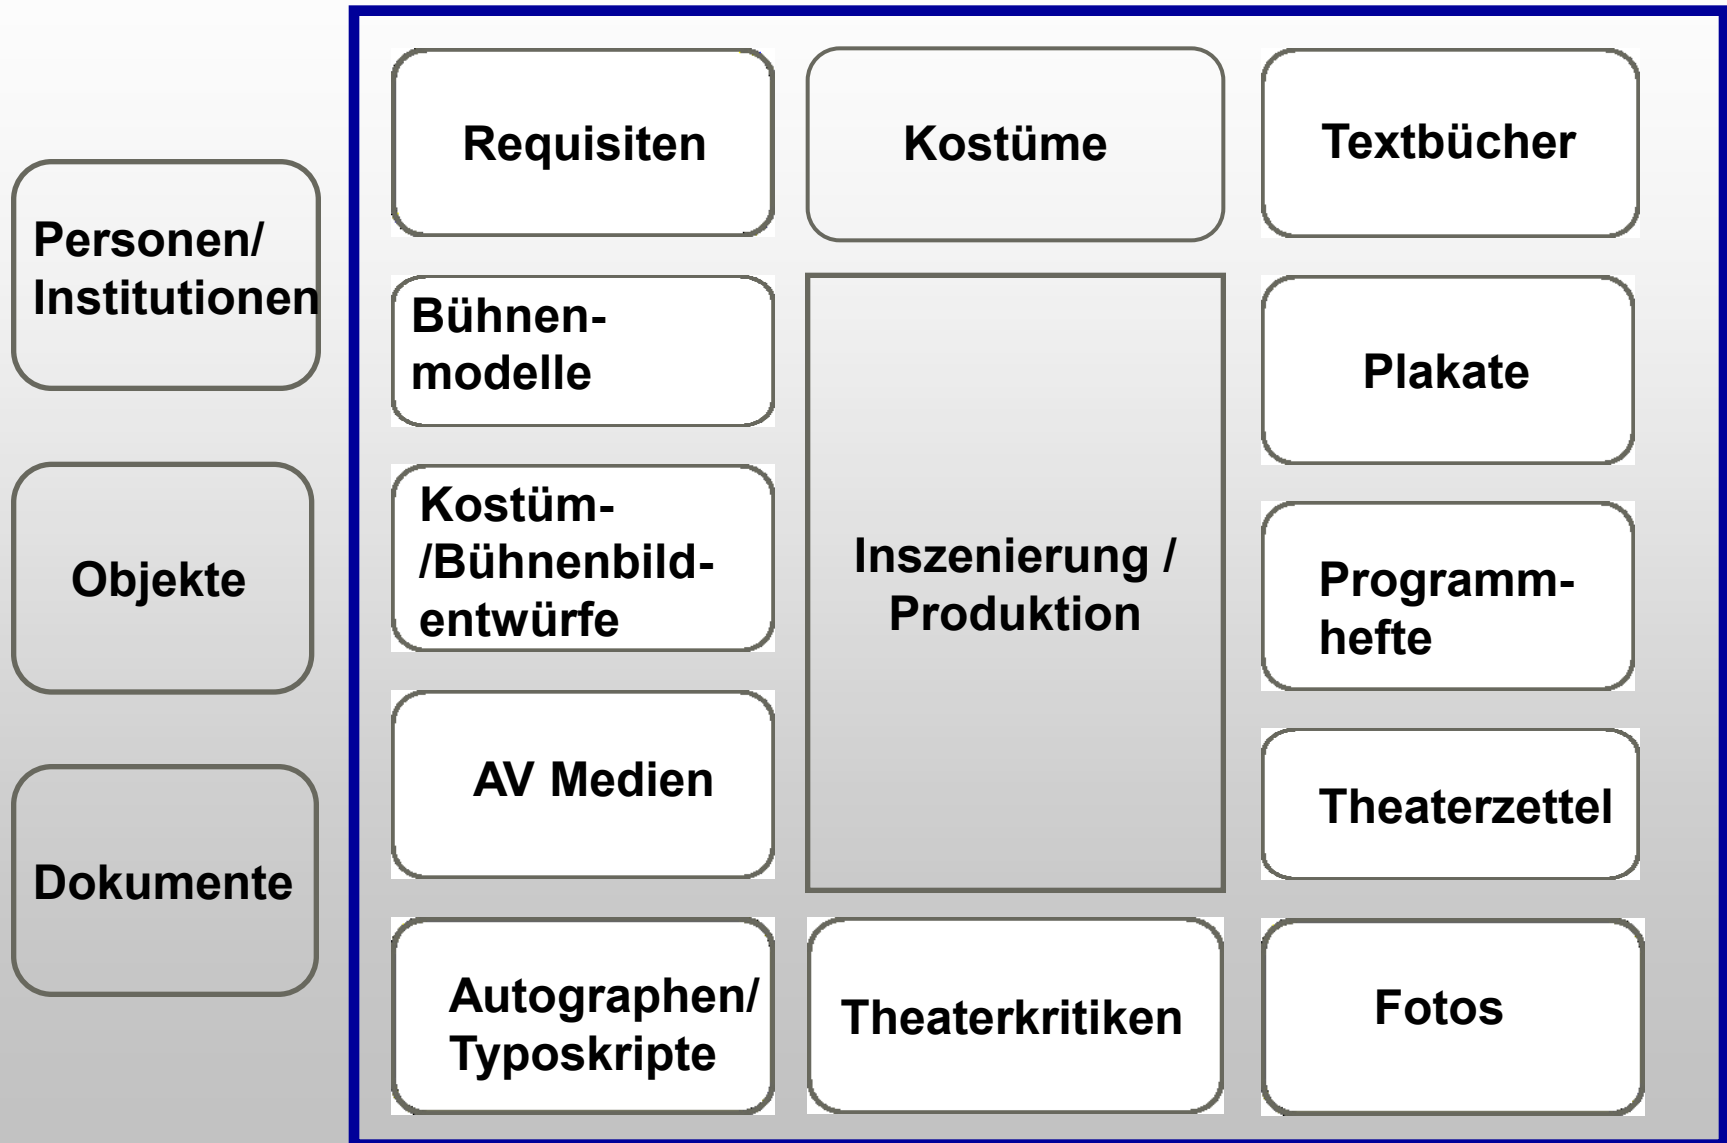 Personen/
Institutionen
Objekte
Dokumente
Requisiten
Kostüme
Textbücher
Bühnen-
modelle
Kostüm-
/Bühnenbild-
entwürfe
AV Medien
Inszenierung /
Produktion
Plakate
Programm-
hefte
Theaterzettel
Autographen/
Typoskripte
Theaterkritiken
Fotos